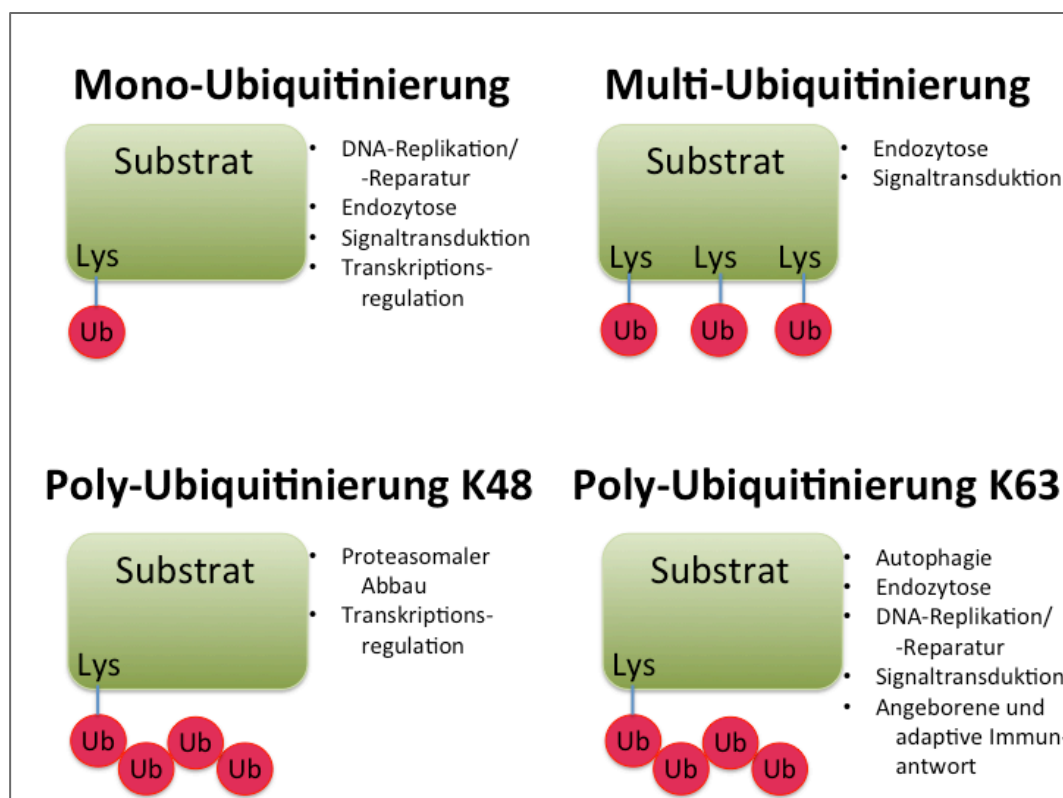 Mono-Ubiquitinierung
Substrat
Lys
Ub
• DNA-Replikation/
-Reparatur
• Endozytose
• Signaltransduktion
• Transkriptions-
regulation
Multi-Ubiquitinierung
Substrat
Lys Lys Lys
Ub Ub Ub
• Endozytose
• Signaltransduktion
Poly-Ubiquitinierung K48
Substrat
Lys
Ub Ub Ub Ub
• Proteasomaler
Abbau
• Transkriptions-
regulation
Poly-Ubiquitinierung K63
Substrat
Lys
Ub Ub Ub Ub
• Autophagie
• Endozytose
• DNA-Replikation/
-Reparatur
• Signaltransduktion
• Angeborene und
adaptive Immun-
antwort